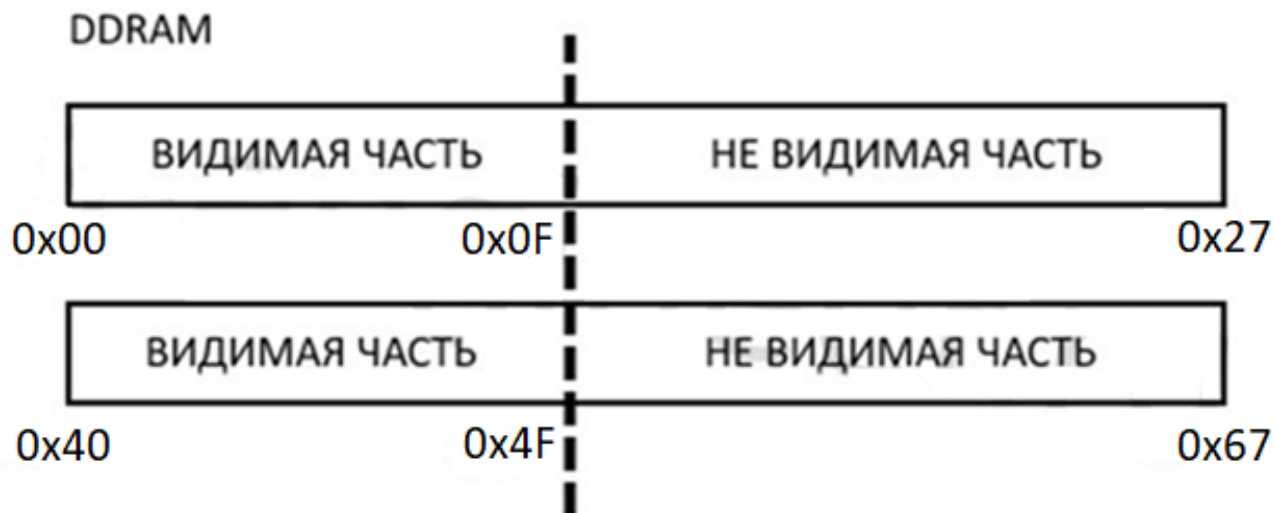 DDRAM
ВИДИМАЯ ЧАСТЬ НЕ ВИДИМАЯ ЧАСТЬ
0x00 0x0F 0x27
ВИДИМАЯ ЧАСТЬ НЕ ВИДИМАЯ ЧАСТЬ
0x40 0x4F 0x67